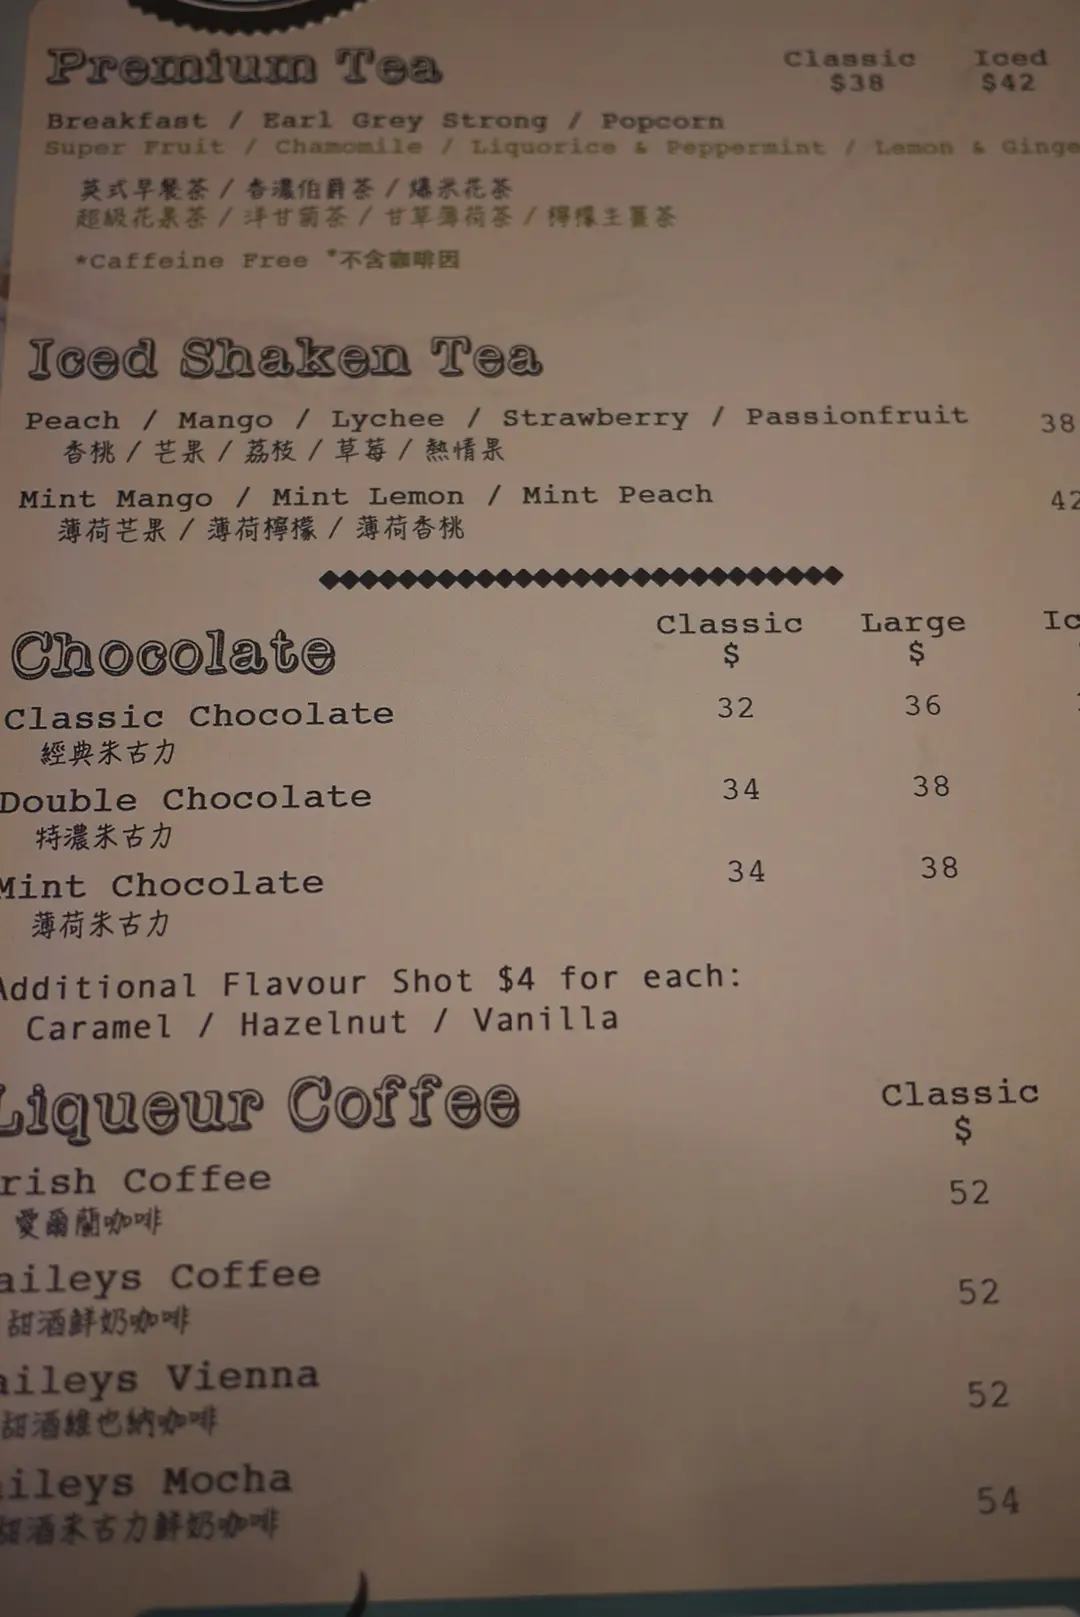 Premium Tea Classic Iced
$38 $42
Breakfast / Earl Grey Strong / Popcorn
Super Fruit / Chamomile / Liquorice & Peppermint / Lemon & Ginge
英式早餐茶 / 香濃伯爵茶 / 爆米花茶
超級花果茶 / 洋甘菊茶 / 甘草薄荷茶 / 檸檬生薑茶
*Caffeine Free *不含咖啡因
Iced Shaken Tea
Peach / Mango / Lychee / Strawberry / Passionfruit 38
香桃 / 芒果 / 荔枝 / 草莓 / 熱情果
Mint Mango / Mint Lemon / Mint Peach 42
薄荷芒果 / 薄荷檸檬 / 薄荷香桃
Chocolate Classic Large Ic
$ $
Classic Chocolate 32 36
經典朱古力
Double Chocolate 34 38
特濃朱古力
Mint Chocolate 34 38
薄荷朱古力
Additional Flavour Shot $4 for each:
Caramel / Hazelnut / Vanilla
Liqueur Coffee Classic
$
rish Coffee 52
愛爾蘭咖啡
aileys Coffee 52
甜酒鮮奶咖啡
aileys Vienna 52
甜酒維也納咖啡
ileys Mocha 54
甜酒朱古力鮮奶咖啡